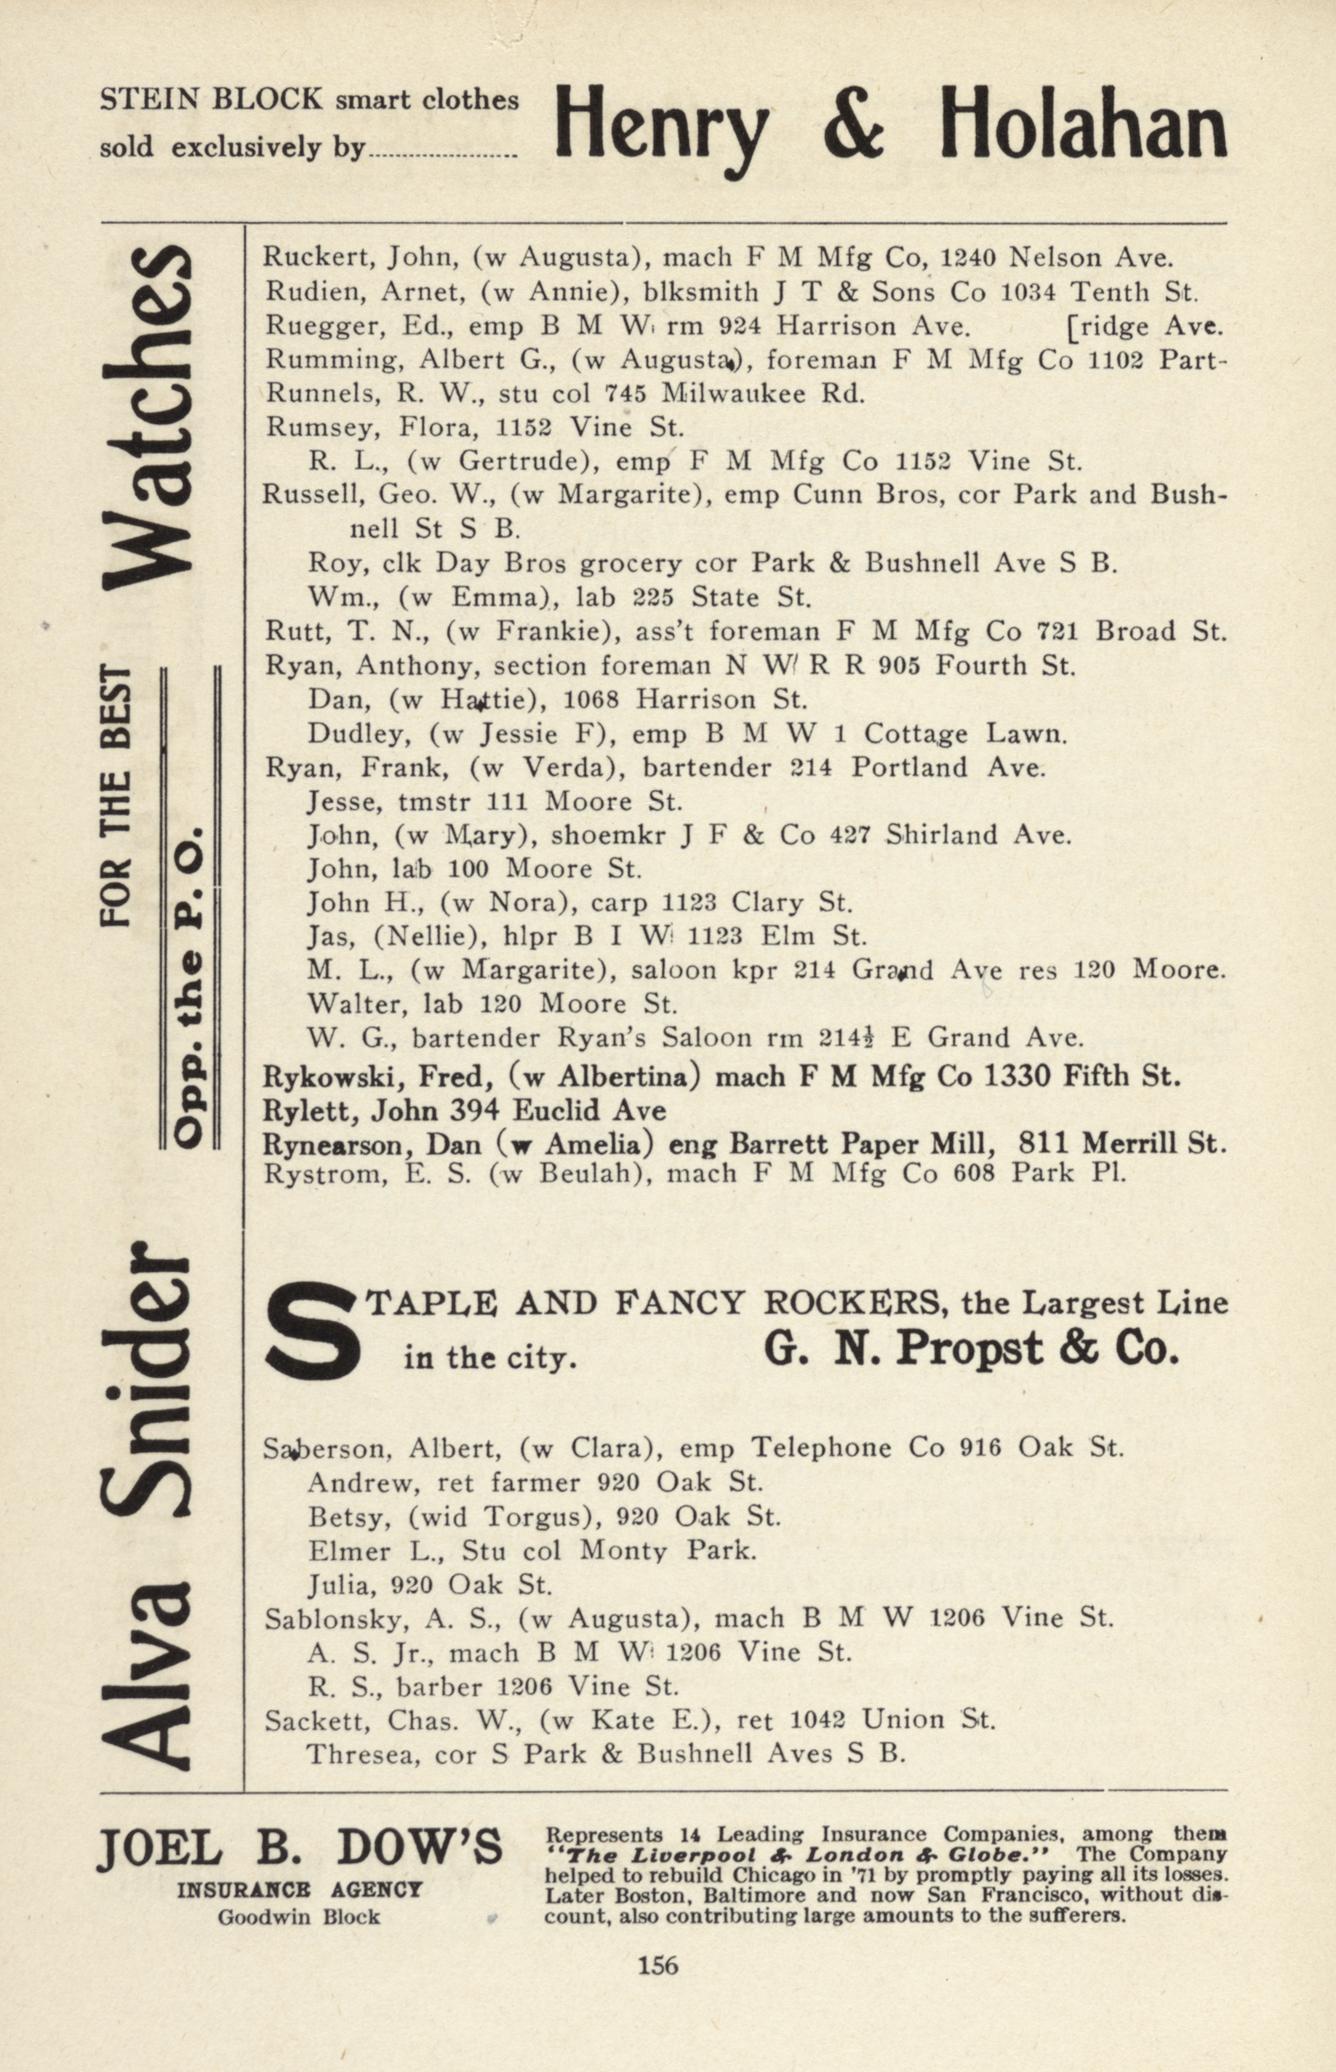 STEIN BLOCK smart clothes
sold exclusively by......................
Henry & Holahan
Alva Snider FOR THE BEST Watches
Opp. the P. O.
Ruckert, John, (w Augusta), mach F M Mfg Co, 1240 Nelson Ave.
Rudien, Arnet, (w Annie), blksmith J T & Sons Co 1034 Tenth St.
Ruegger, Ed., emp B M W rm 924 Harrison Ave. [ridge Ave.
Rumming, Albert G., (w Augusta), foreman F M Mfg Co 1102 Part-
Runnels, R. W., stu col 745 Milwaukee Rd.
Rumsey, Flora, 1152 Vine St.
R. L., (w Gertrude), emp F M Mfg Co 1152 Vine St.
Russell, Geo. W., (w Margarite), emp Cunn Bros, cor Park and Bush-
nell St S B.
Roy, clk Day Bros grocery cor Park & Bushnell Ave S B.
Wm., (w Emma), lab 225 State St.
Rutt, T. N., (w Frankie), ass't foreman F M Mfg Co 721 Broad St.
Ryan, Anthony, section foreman N W R R 905 Fourth St.
Dan, (w Hattie), 1068 Harrison St.
Dudley, (w Jessie F), emp B M W 1 Cottage Lawn.
Ryan, Frank, (w Verda), bartender 214 Portland Ave.
Jesse, tmstr 111 Moore St.
John, (w Mary), shoemkr J F & Co 427 Shirland Ave.
John, lab 100 Moore St.
John H., (w Nora), carp 1123 Clary St.
Jas, (Nellie), hlpr B I W 1123 Elm St.
M. L., (w Margarite), saloon kpr 214 Grand Ave res 120 Moore.
Walter, lab 120 Moore St.
W. G., bartender Ryan's Saloon rm 214½ E Grand Ave.
Rykowski, Fred, (w Albertina) mach F M Mfg Co 1330 Fifth St.
Rylett, John 394 Euclid Ave
Rynearson, Dan (w Amelia) eng Barrett Paper Mill, 811 Merrill St.
Rystrom, E. S. (w Beulah), mach F M Mfg Co 608 Park Pl.
STAPLE AND FANCY ROCKERS, the Largest Line
in the city. G. N. Propst & Co.
Saberson, Albert, (w Clara), emp Telephone Co 916 Oak St.
Andrew, ret farmer 920 Oak St.
Betsy, (wid Torgus), 920 Oak St.
Elmer L., Stu col Monty Park.
Julia, 920 Oak St.
Sablonsky, A. S., (w Augusta), mach B M W 1206 Vine St.
A. S. Jr., mach B M W 1206 Vine St.
R. S., barber 1206 Vine St.
Sackett, Chas. W., (w Kate E.), ret 1042 Union St.
Thresea, cor S Park & Bushnell Aves S B.
JOEL B. DOW'S
INSURANCE AGENCY
Goodwin Block
Represents 14 Leading Insurance Companies, among them
"The Liverpool & London & Globe." The Company
helped to rebuild Chicago in '71 by promptly paying all its losses.
Later Boston, Baltimore and now San Francisco, without dis-
count, also contributing large amounts to the sufferers.
156